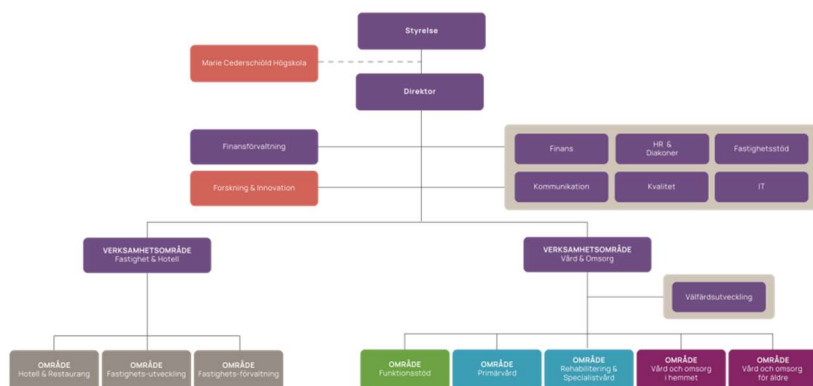 Styrelse
Marie Cederschiöld Högskola
Direktor
Finansförvaltning
Finans
HR &
Diakoner
Fastighetsstöd
Forskning & Innovation
Kommunikation
Kvalitet
IT
VERKSAMHETSOMRÅDE
Fastighet & Hotell
VERKSAMHETSOMRÅDE
Vård & Omsorg
Välfärdsutveckling
OMRÅDE
Hotell & Restaurang
OMRÅDE
Fastighets-utveckling
OMRÅDE
Fastighets-förvaltning
OMRÅDE
Funktionsstöd
OMRÅDE
Primärvård
OMRÅDE
Rehabilitering &
Specialistvård
OMRÅDE
Vård och omsorg
i hemmet
OMRÅDE
Vård och omsorg
för äldre